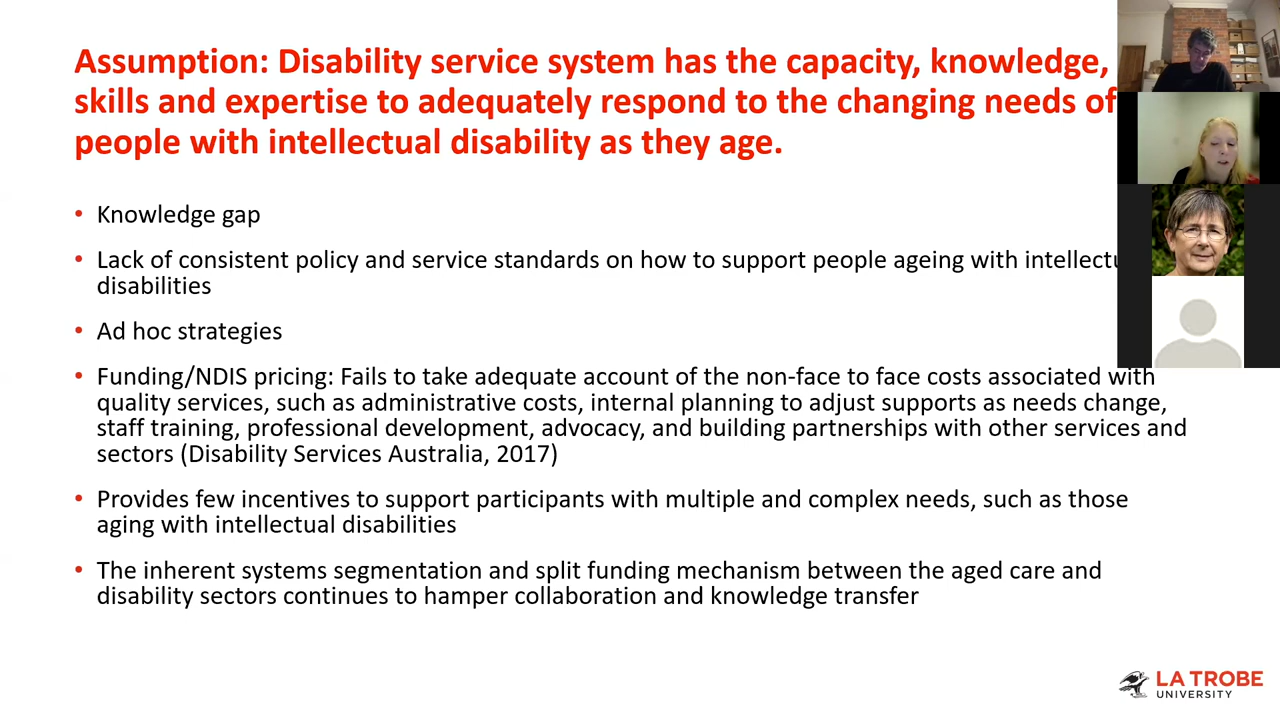 Assumption: Disability service system has the capacity, knowledge,
skills and expertise to adequately respond to the changing needs of
people with intellectual disability as they age.
• Knowledge gap
• Lack of consistent policy and service standards on how to support people ageing with
disabilities
• Ad hoc strategies
• Funding/NDIS pricing: Fails to take adequate account of the non-face to face costs associated with
quality services, such as administrative costs, internal planning to adjust supports as needs change,
staff training, professional development, advocacy, and building partnerships with other services and
sectors (Disability Services Australia, 2017)
• Provides few incentives to support participants with multiple and complex needs, such as those
aging with intellectual disabilities
• The inherent systems segmentation and split funding mechanism between the aged care and
disability sectors continues to hamper collaboration and knowledge transfer
LA TROBE
UNIVERSITY